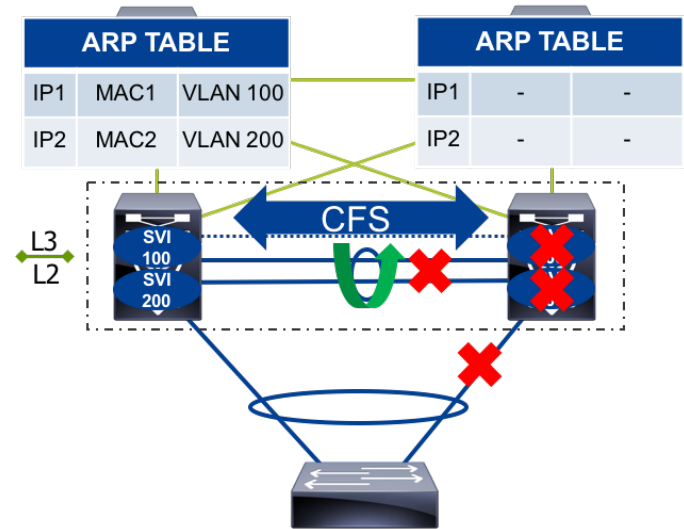 ARP TABLE
IP1 MAC1 VLAN 100
IP2 MAC2 VLAN 200
ARP TABLE
IP1 - -
IP2 - -
CFS
L3
L2
SVI
100
SVI
200